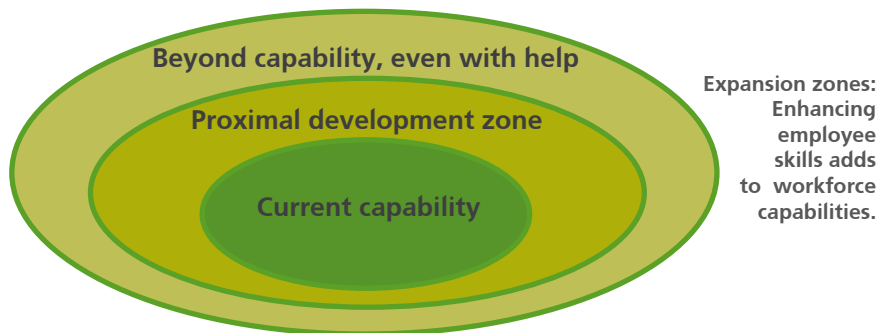 Beyond capability, even with help
Proximal development zone
Current capability
Expansion zones:
Enhancing
employee
skills adds
to workforce
capabilities.